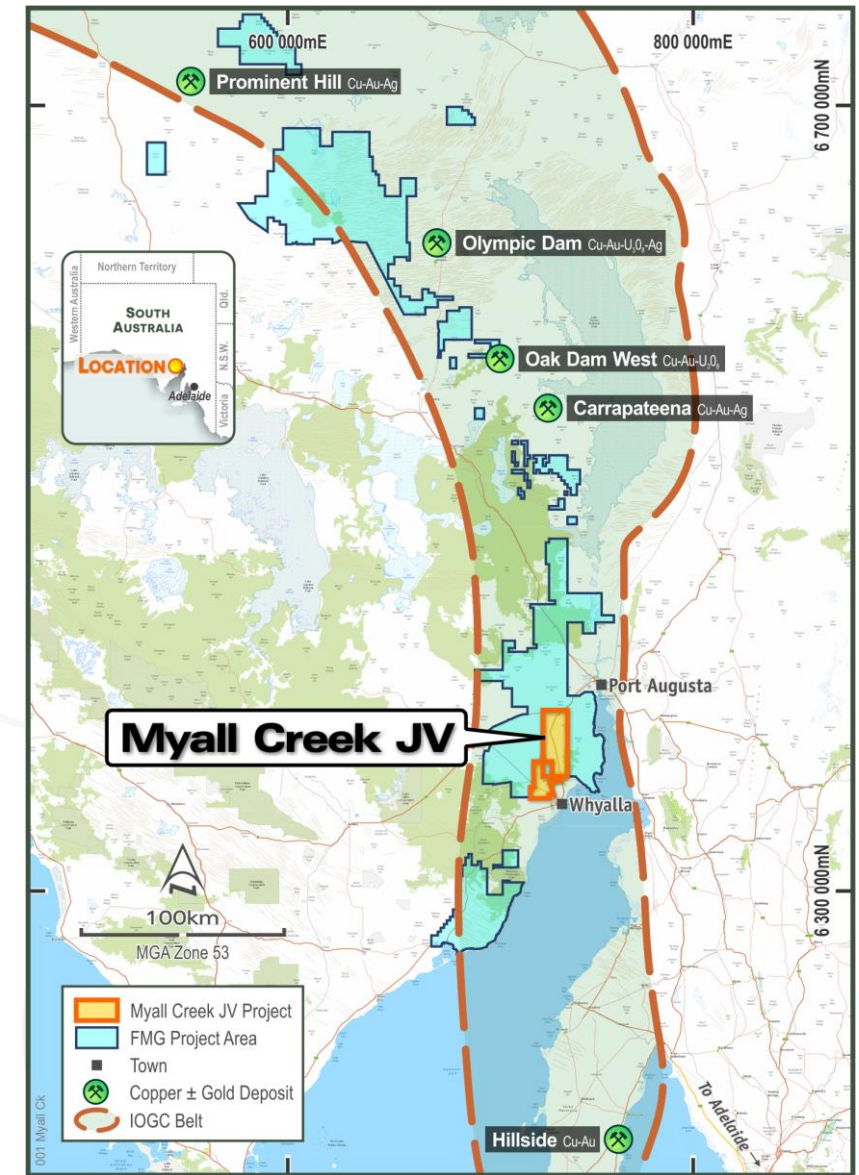 600 000mE
800 000mE
Prominent Hill Cu-Au-Ag
6 700 000mN
Olympic Dam Cu-Au-U₃O₈-Ag
Northern Territory
Western Australia
SOUTH
AUSTRALIA
Qld.
N.S.W.
LOCATION
Adelaide
Victoria
Oak Dam West Cu-Au-U₃O₈
Carrapateena Cu-Au-Ag
Port Augusta
Myall Creek JV
Whyalla
N
100km
MGA Zone 53
6 300 000mN
Myall Creek JV Project
FMG Project Area
Town
Copper ± Gold Deposit
IOGC Belt
001 Myall Ck
Hillside Cu-Au
To Adelaide